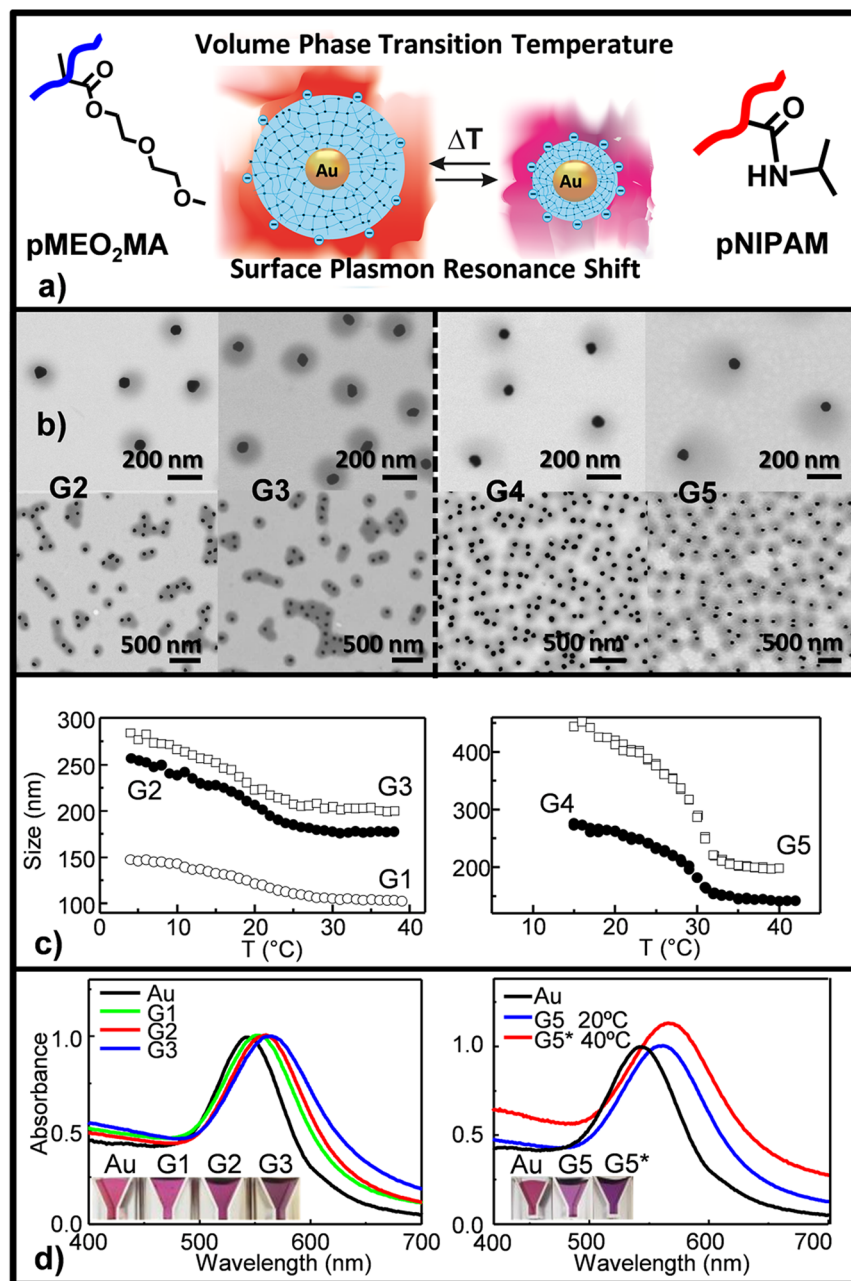 Volume Phase Transition Temperature
O
O
O
O
pMEO₂MA
Au
− − − − − − − −
ΔT
Au
− − − − − − − − − −
O
HN
pNIPAM
Surface Plasmon Resonance Shift
a)
b)
200 nm
200 nm
200 nm
200 nm
G2
G3
G4
G5
500 nm
500 nm
500 nm
500 nm
300
250
200
150
100
Size (nm)
G2
G3
G1
0 10 20 30 40
T (°C)
400
300
200
G4
G5
10 20 30 40
T (°C)
c)
Au
G1
G2
G3
1.0
0.5
0.0
Absorbance
Au G1 G2 G3
400 500 600 700
Wavelength (nm)
Au
G5 20ºC
G5* 40ºC
1.0
0.5
0.0
Au G5 G5*
400 500 600 700
Wavelength (nm)
d)